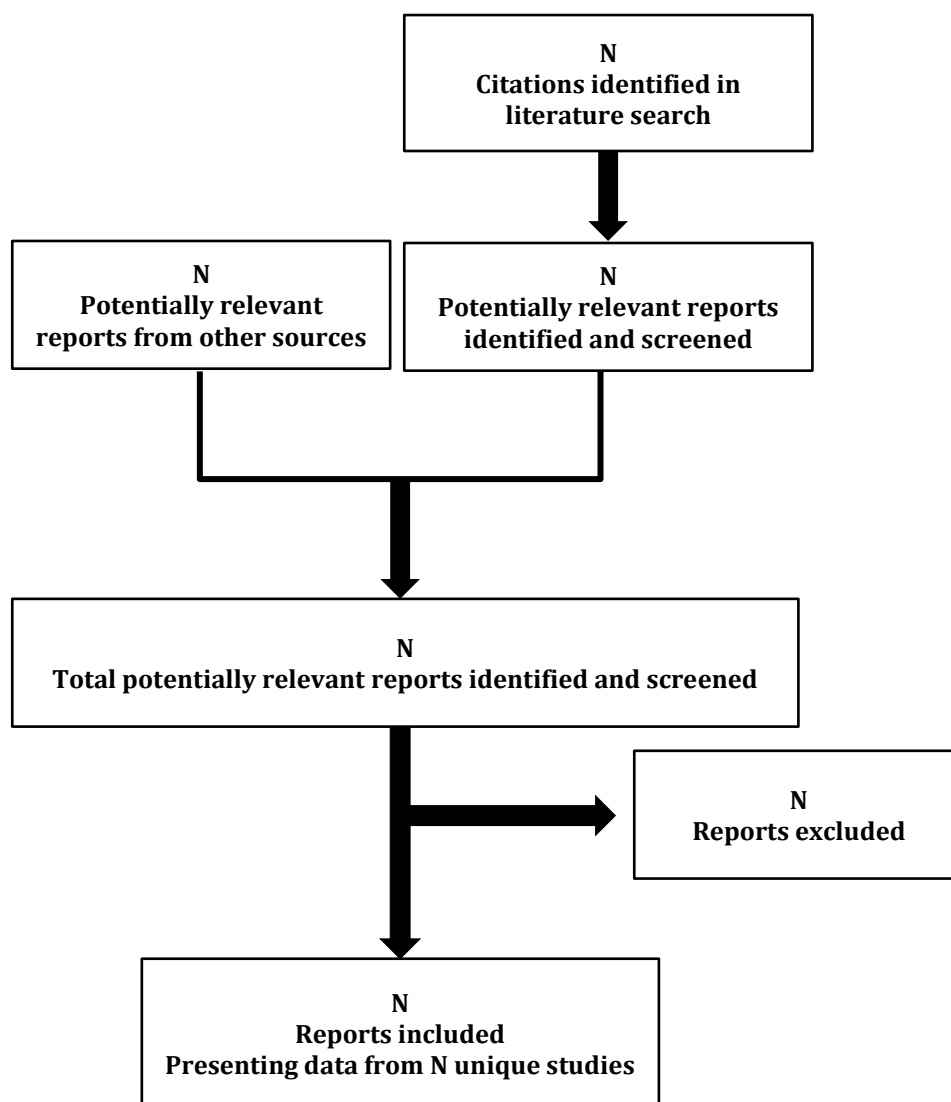 N
Citations identified in
literature search
N
Potentially relevant
reports from other sources
N
Potentially relevant reports
identified and screened
N
Total potentially relevant reports identified and screened
N
Reports excluded
N
Reports included
Presenting data from N unique studies